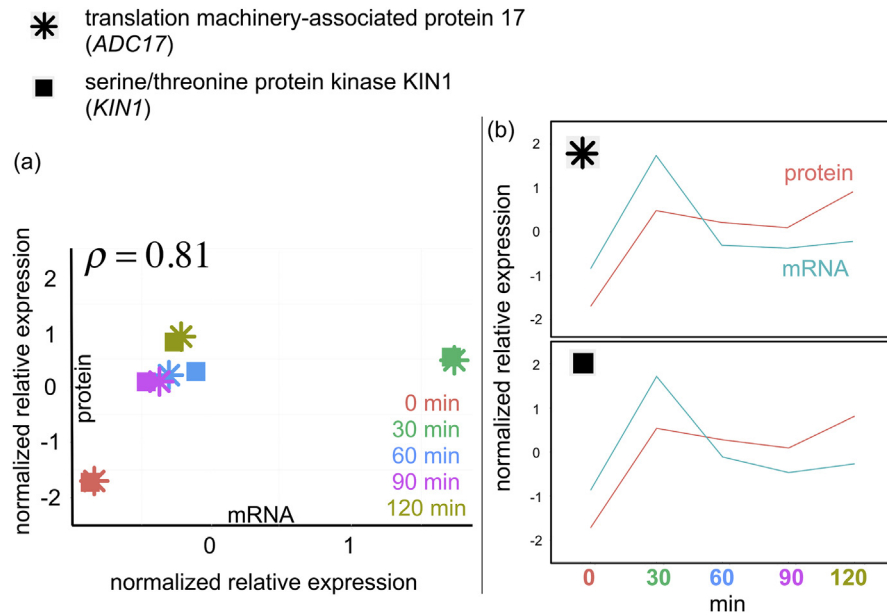 translation machinery-associated protein 17
(ADC17)
serine/threonine protein kinase KIN1
(KIN1)
(a)
normalized relative expression
2
1
0
-1
-2
ρ = 0.81
protein
0 min
30 min
60 min
90 min
120 min
mRNA
0 1
normalized relative expression
(b)
normalized relative expression
2
1
0
-1
-2
protein
mRNA
normalized relative expression
2
1
0
-1
-2
0 30 60 90 120
min